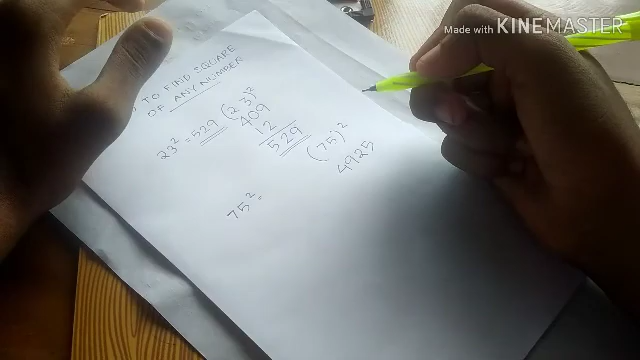 Made with KINEMASTER
TO FIND SQUARE
OF ANY NUMBER
23² = 529
(23)²
409
12
529
(75)²
4925
75² =